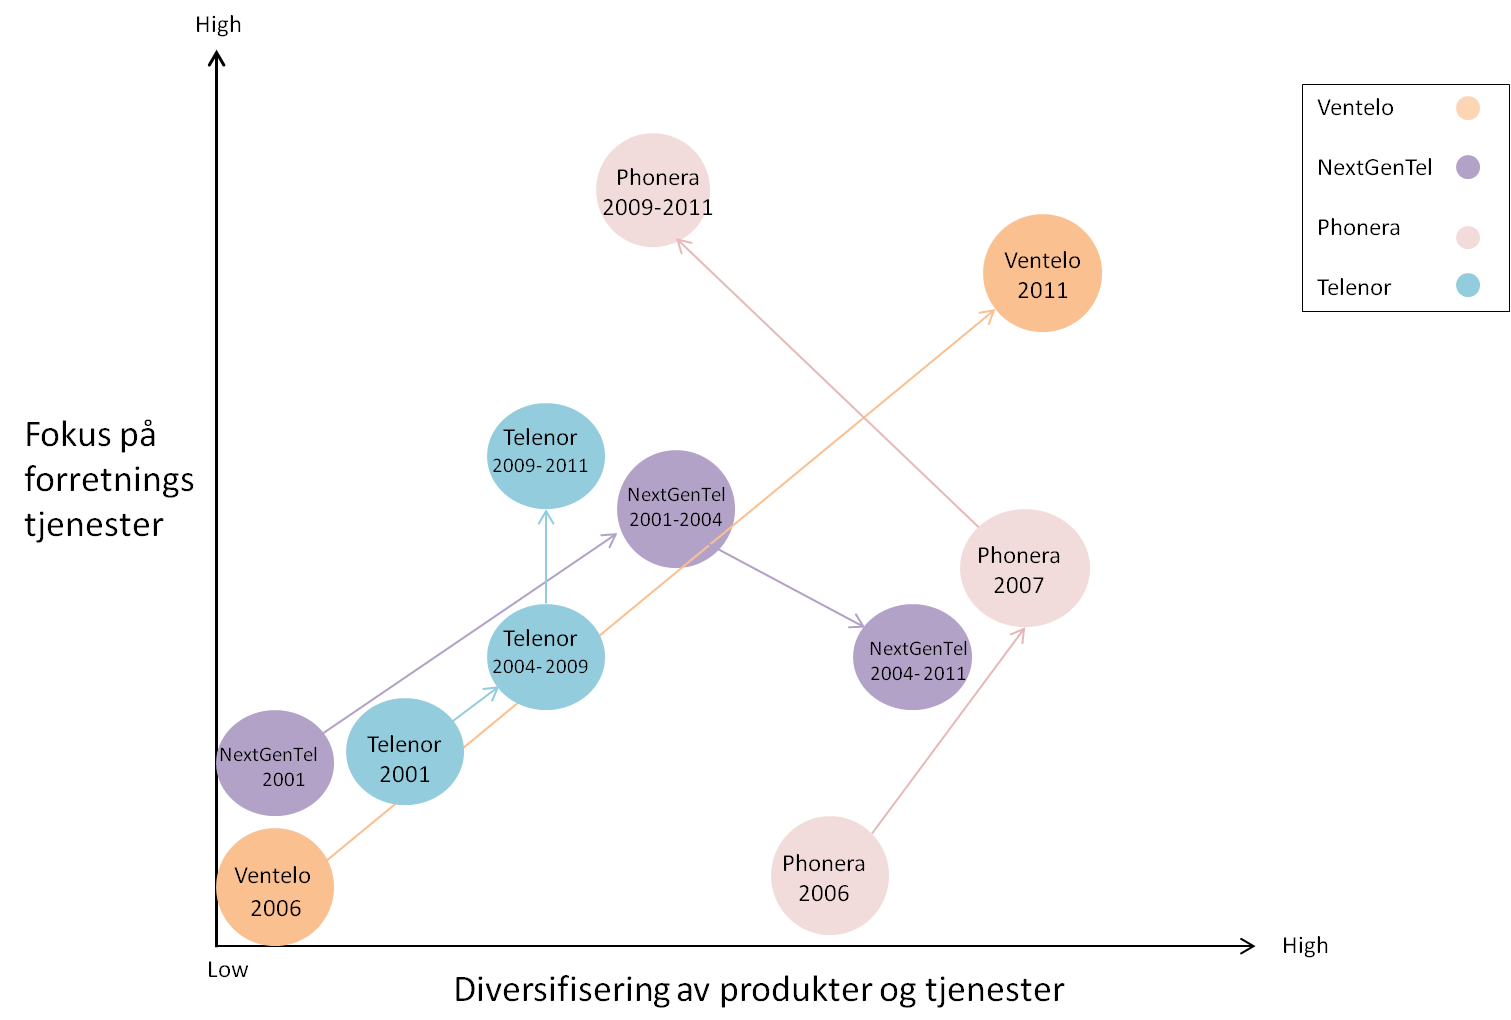 High
Ventelo
NextGenTel
Phonera
Telenor
Phonera
2009-2011
Ventelo
2011
Fokus på
forretnings
tjenester
Telenor
2009-2011
NextGenTel
2001-2004
Phonera
2007
Telenor
2004-2009
NextGenTel
2004-2011
NextGenTel
2001
Telenor
2001
Ventelo
2006
Phonera
2006
High
Low
Diversifisering av produkter og tjenester